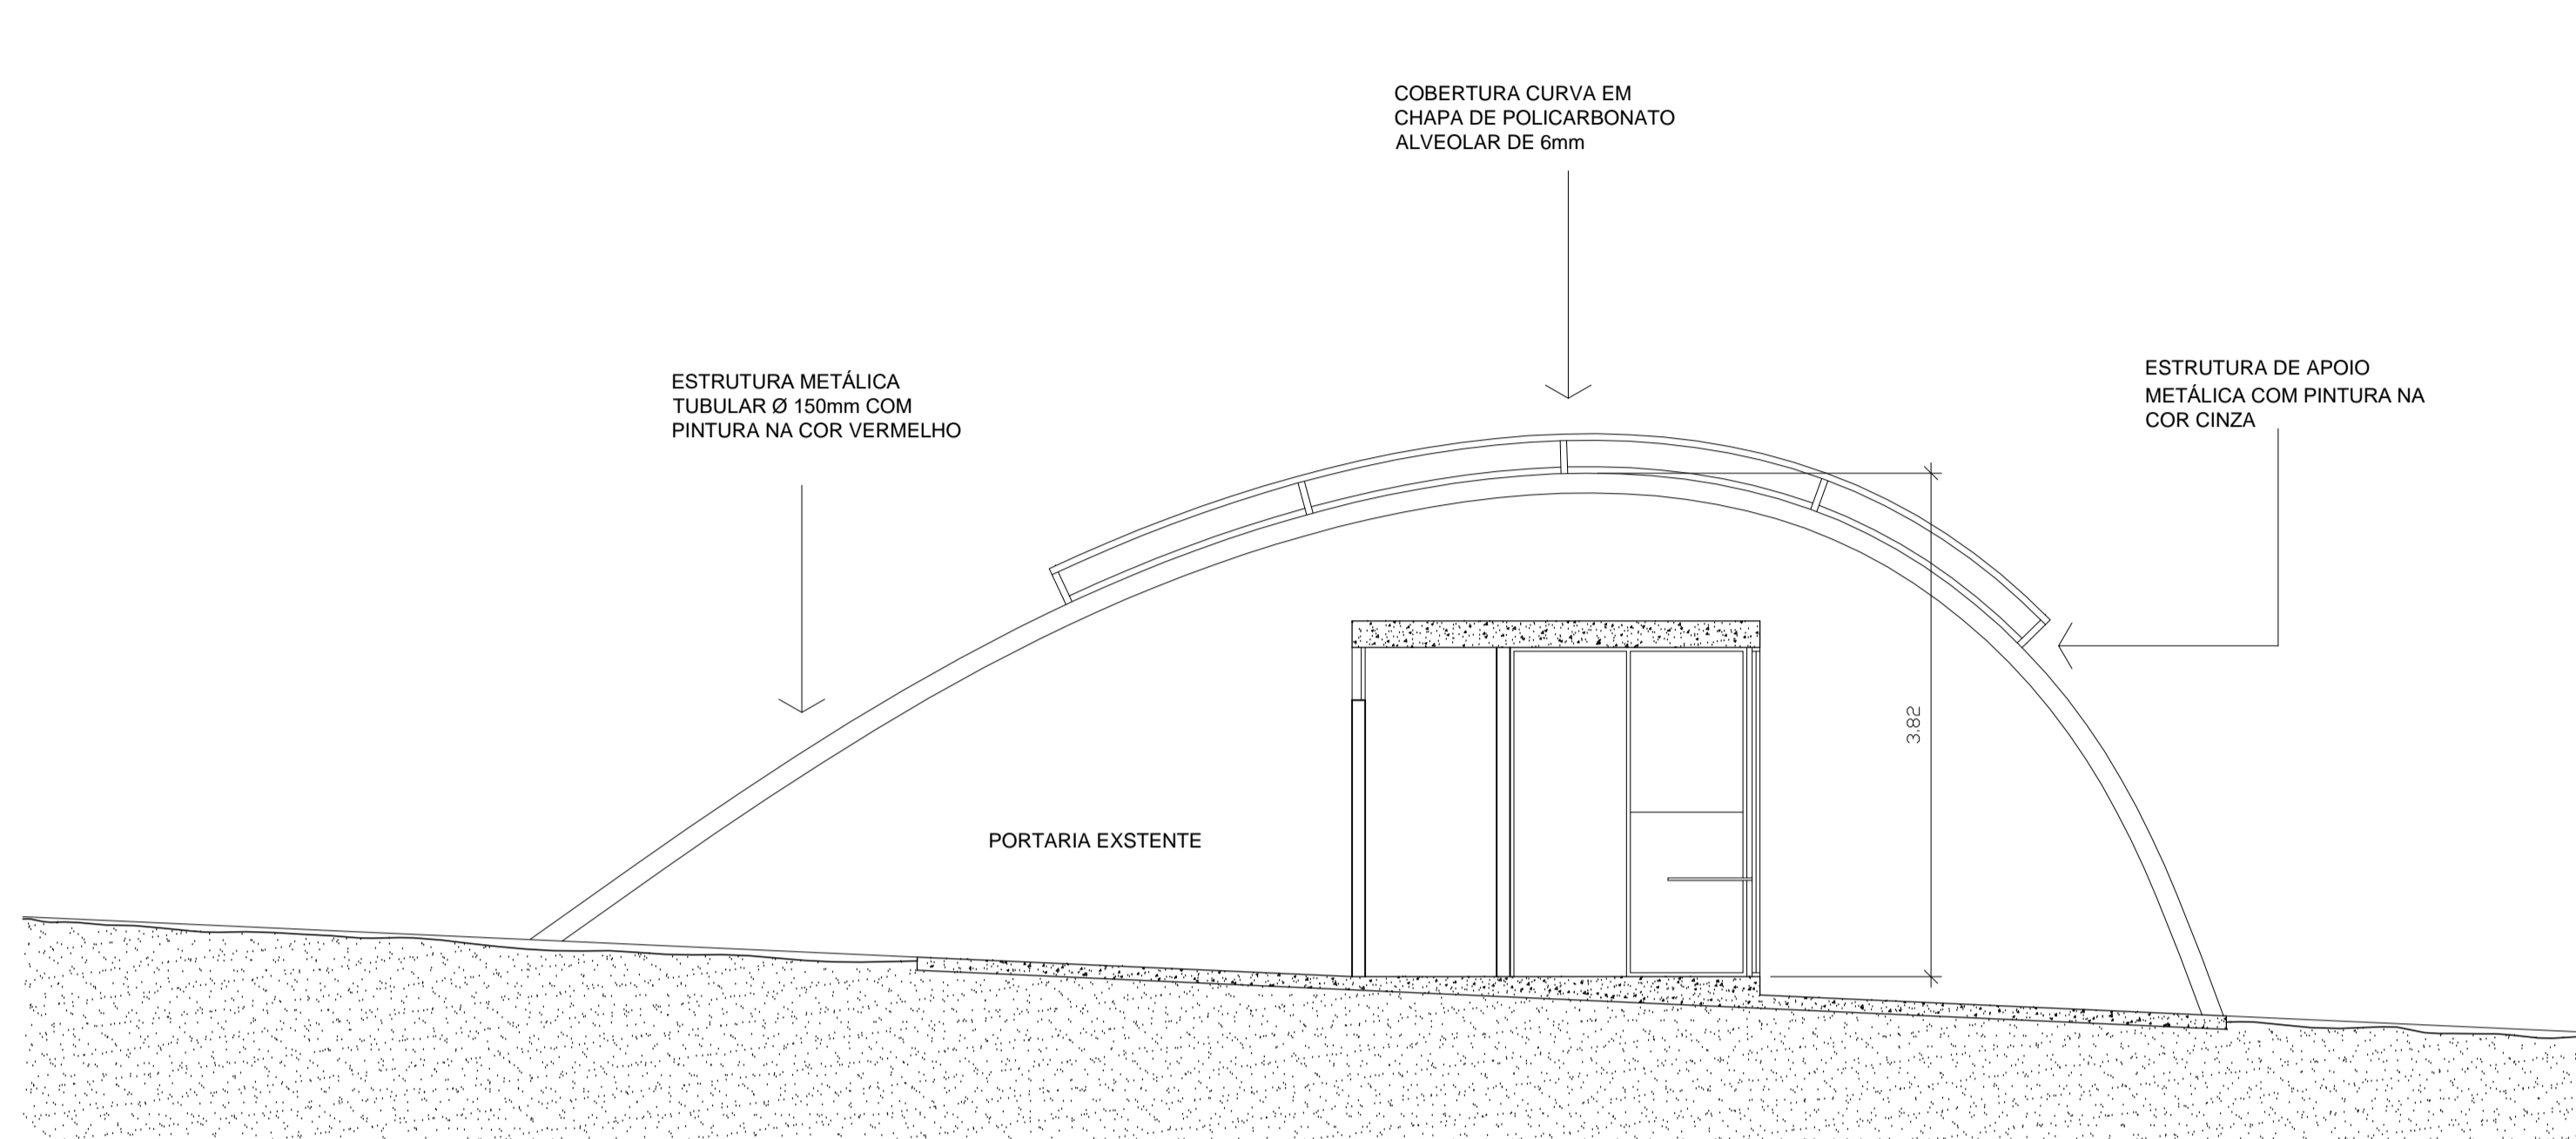 COBERTURA CURVA EM
CHAPA DE POLICARBONATO
ALVEOLAR DE 6mm
ESTRUTURA METÁLICA
TUBULAR Ø 150mm COM
PINTURA NA COR VERMELHO
ESTRUTURA DE APOIO
METÁLICA COM PINTURA NA
COR CINZA
3.82
PORTARIA EXSTENTE